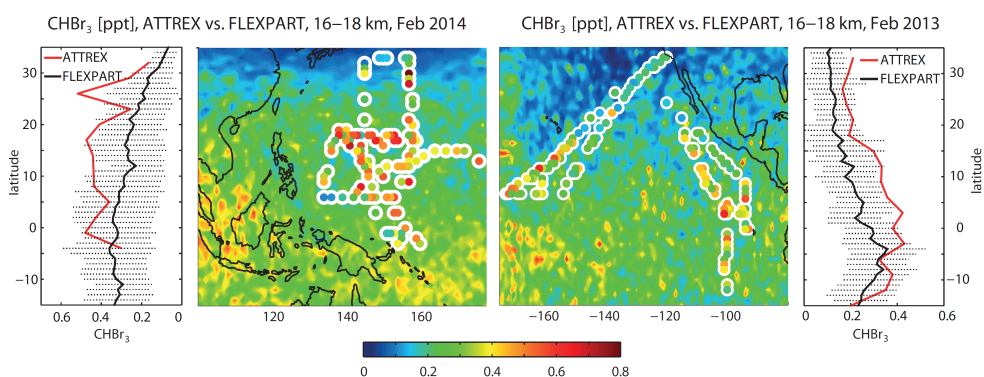 CHBr₃ [ppt], ATTREX vs. FLEXPART, 16−18 km, Feb 2014
CHBr₃ [ppt], ATTREX vs. FLEXPART, 16−18 km, Feb 2013
ATTREX
FLEXPART
ATTREX
FLEXPART
30
20
10
0
−10
latitude
30
20
10
0
−10
latitude
0.6 0.4 0.2 0
CHBr₃
120 140 160
−160 −140 −120 −100
0 0.2 0.4 0.6
CHBr₃
0 0.2 0.4 0.6 0.8